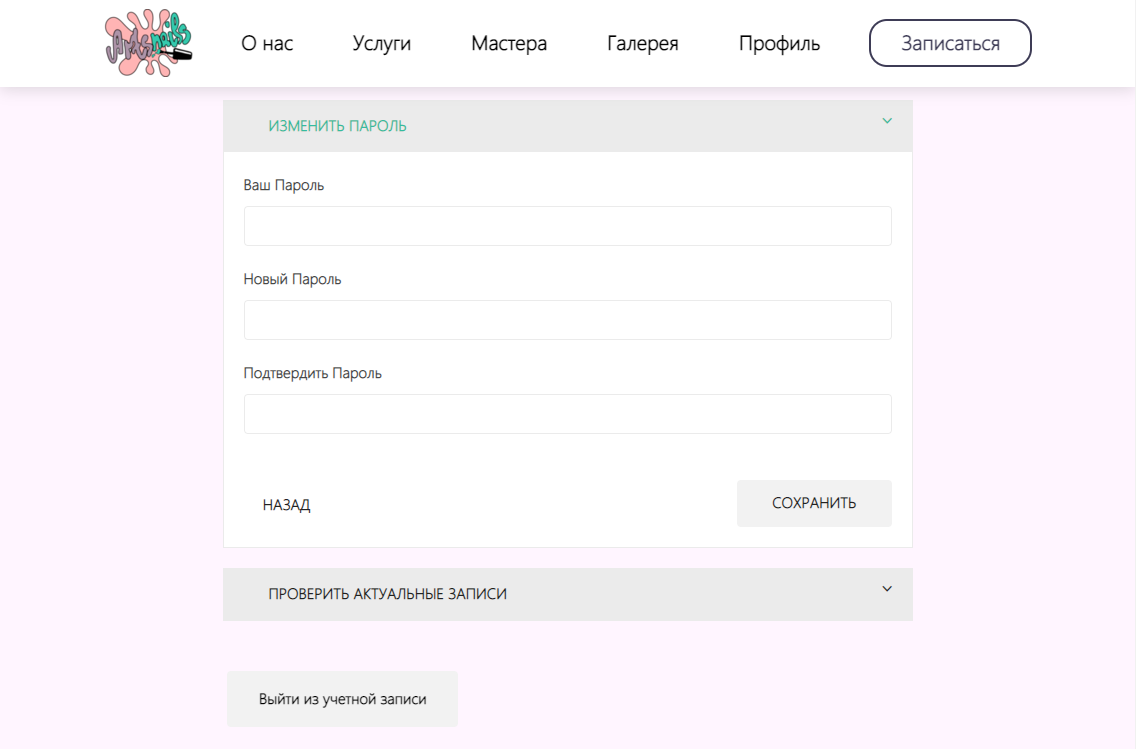 Artsnails
О нас
Услуги
Мастера
Галерея
Профиль
Записаться
ИЗМЕНИТЬ ПАРОЛЬ
Ваш Пароль
Новый Пароль
Подтвердить Пароль
НАЗАД
СОХРАНИТЬ
ПРОВЕРИТЬ АКТУАЛЬНЫЕ ЗАПИСИ
Выйти из учетной записи